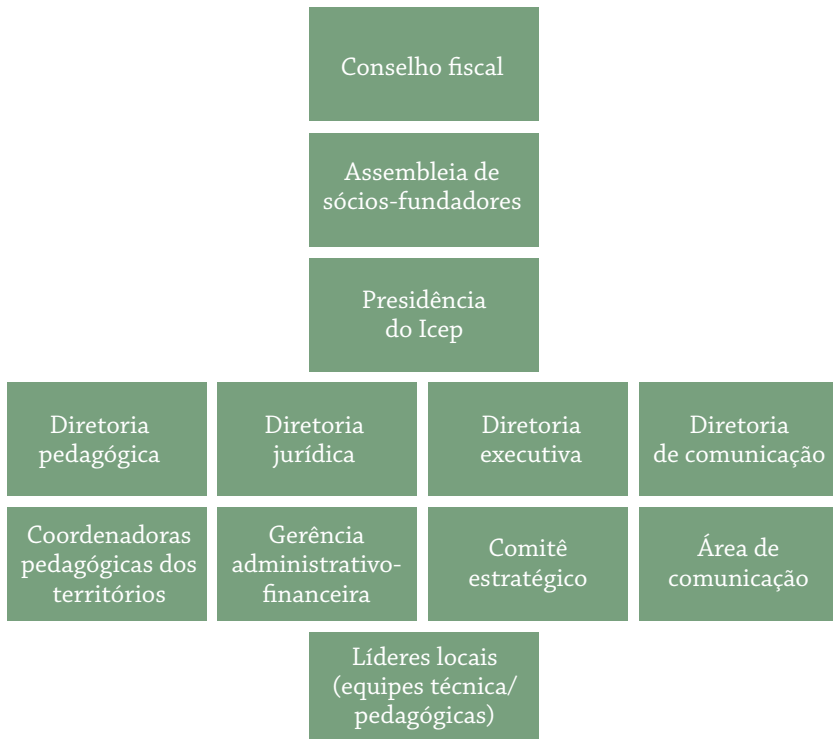 Conselho fiscal
Assembleia de
sócios-fundadores
Presidência
do Icep
Diretoria
pedagógica
Diretoria
jurídica
Diretoria
executiva
Diretoria
de comunicação
Coordenadoras
pedagógicas dos
territórios
Gerência
administrativo-
financeira
Comitê
estratégico
Área de
comunicação
Líderes locais
(equipes técnica/
pedagógicas)